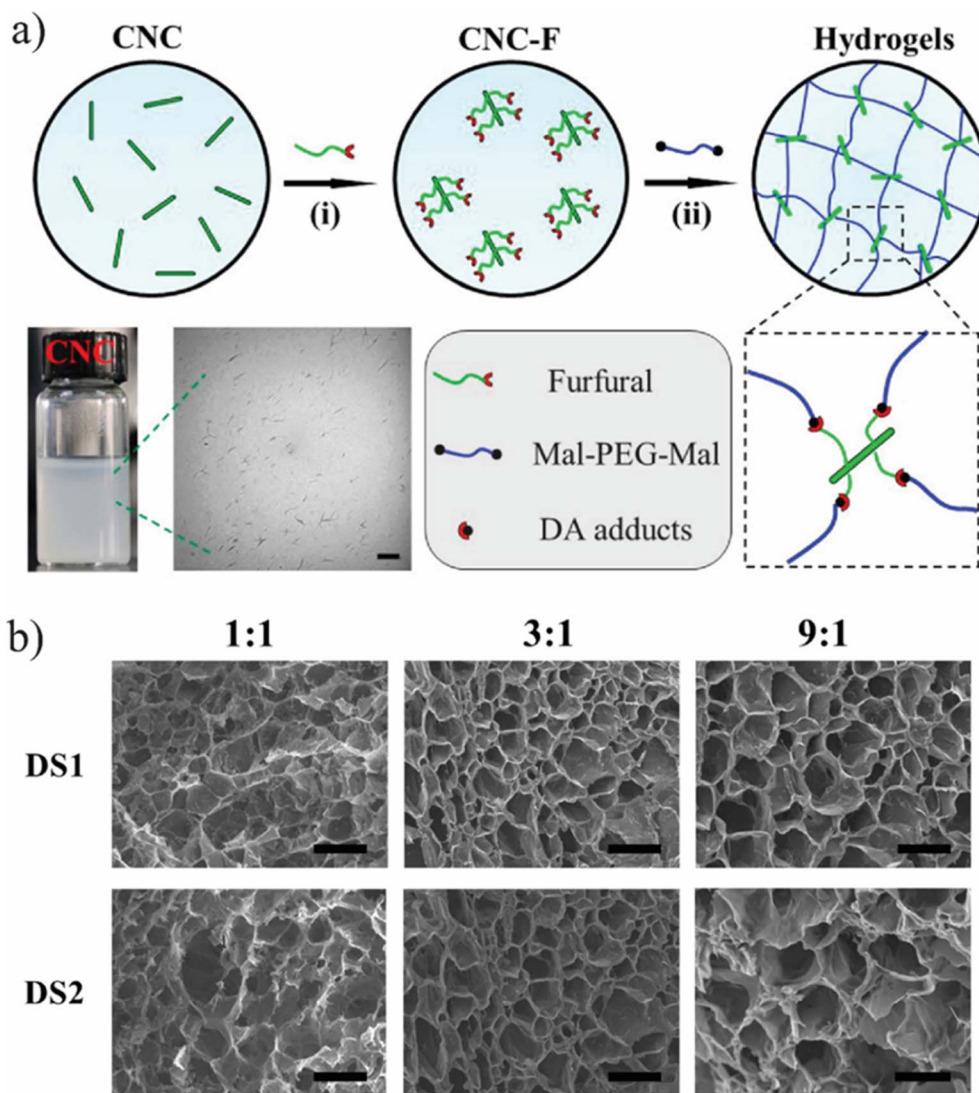 a)
CNC CNC-F Hydrogels
(i) (ii)
CNC
Furfural
Mal-PEG-Mal
DA adducts
b)
1:1 3:1 9:1
DS1
DS2